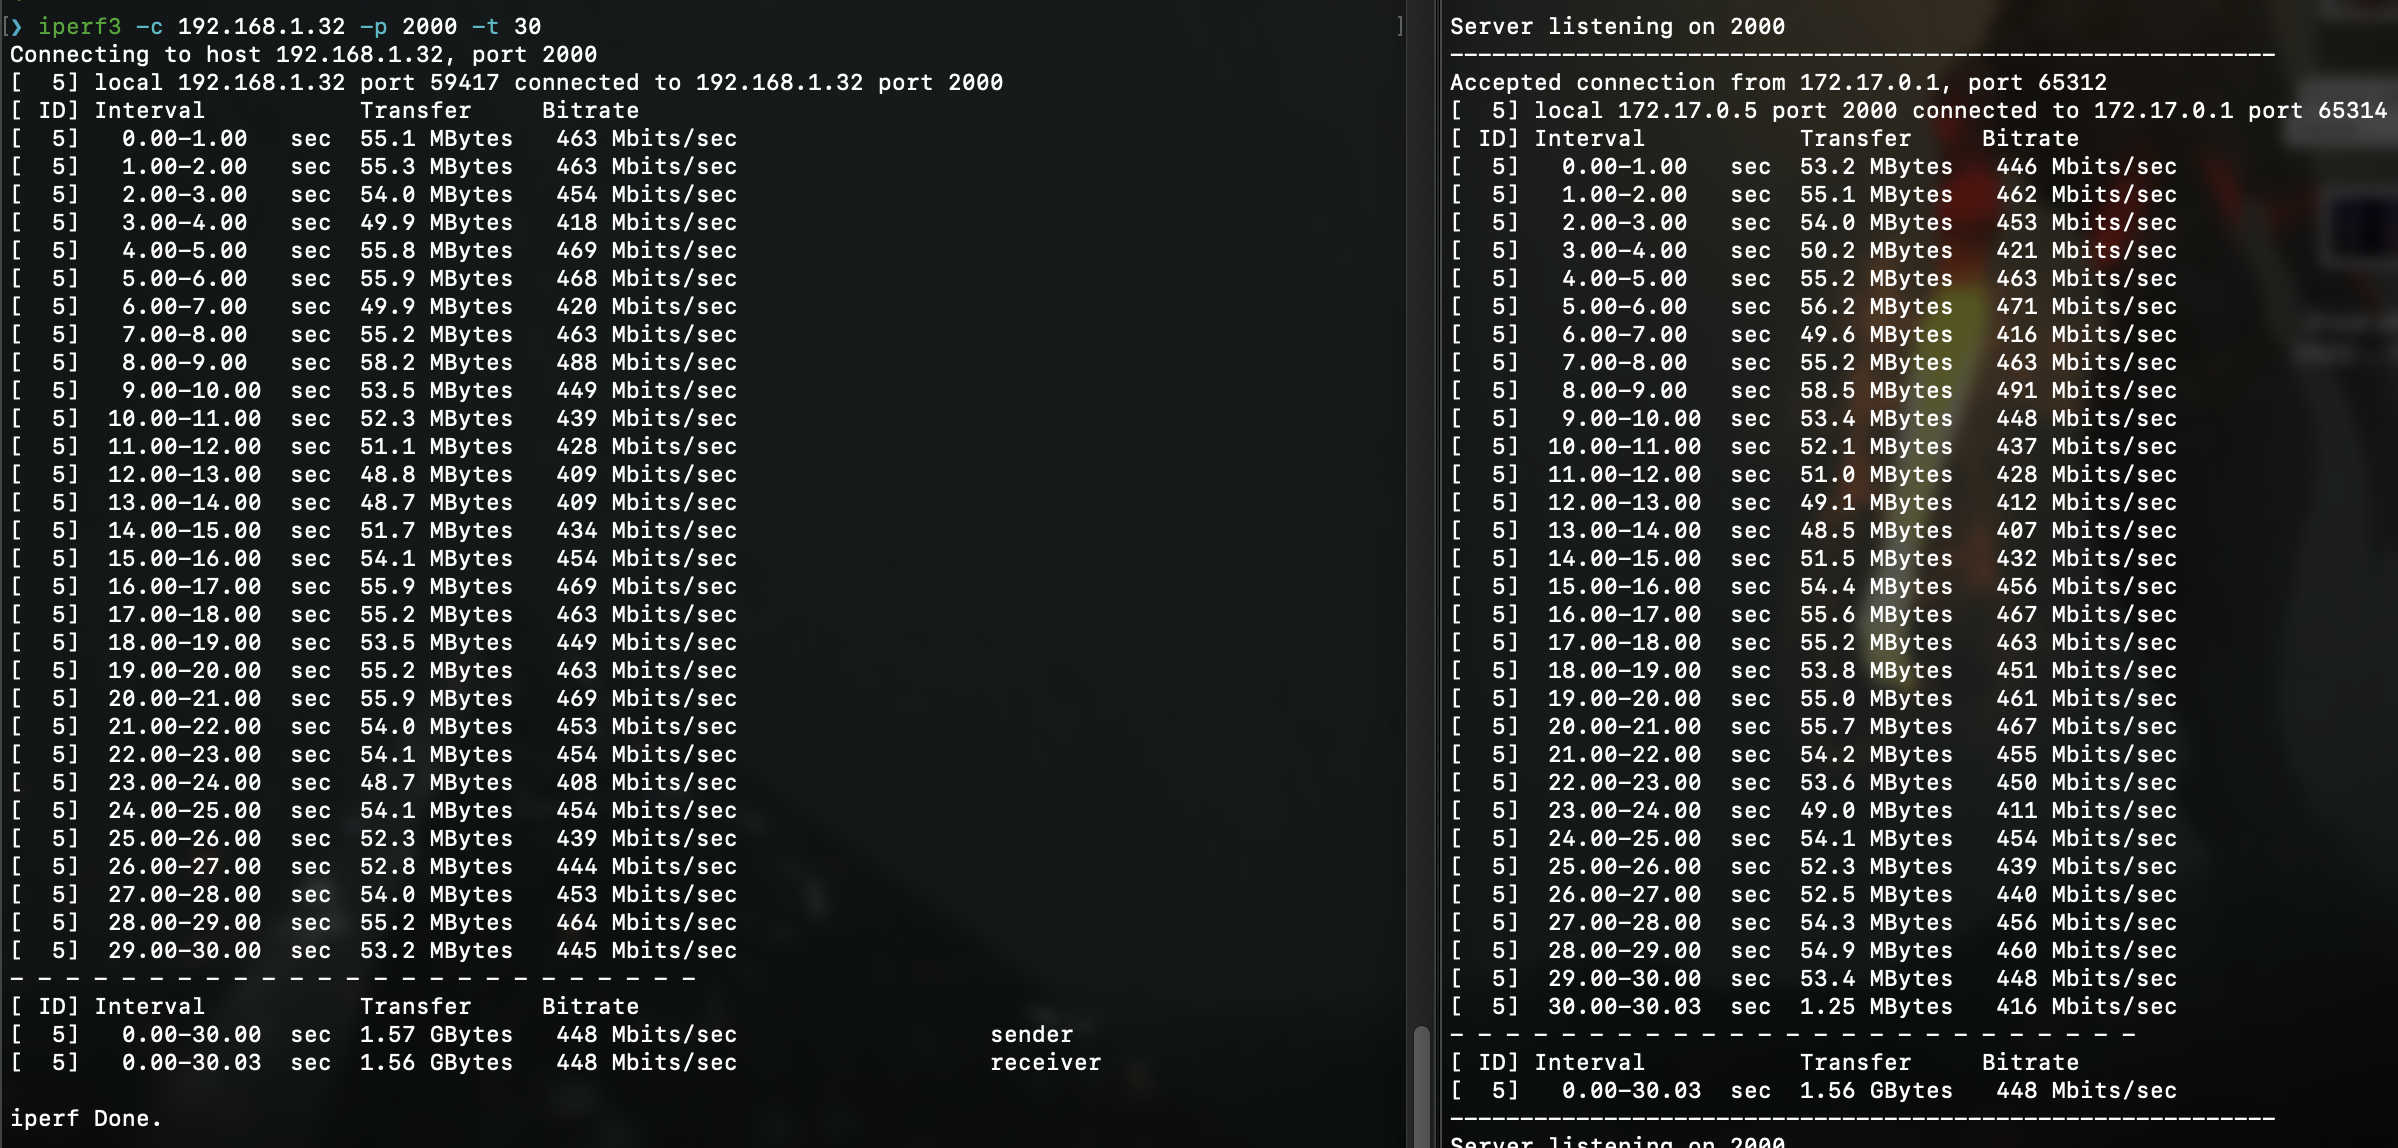 [❯ iperf3 -c 192.168.1.32 -p 2000 -t 30 ]
Connecting to host 192.168.1.32, port 2000
[  5] local 192.168.1.32 port 59417 connected to 192.168.1.32 port 2000
[ ID] Interval           Transfer     Bitrate
[  5]   0.00-1.00   sec  55.1 MBytes   463 Mbits/sec
[  5]   1.00-2.00   sec  55.3 MBytes   463 Mbits/sec
[  5]   2.00-3.00   sec  54.0 MBytes   454 Mbits/sec
[  5]   3.00-4.00   sec  49.9 MBytes   418 Mbits/sec
[  5]   4.00-5.00   sec  55.8 MBytes   469 Mbits/sec
[  5]   5.00-6.00   sec  55.9 MBytes   468 Mbits/sec
[  5]   6.00-7.00   sec  49.9 MBytes   420 Mbits/sec
[  5]   7.00-8.00   sec  55.2 MBytes   463 Mbits/sec
[  5]   8.00-9.00   sec  58.2 MBytes   488 Mbits/sec
[  5]   9.00-10.00  sec  53.5 MBytes   449 Mbits/sec
[  5]  10.00-11.00  sec  52.3 MBytes   439 Mbits/sec
[  5]  11.00-12.00  sec  51.1 MBytes   428 Mbits/sec
[  5]  12.00-13.00  sec  48.8 MBytes   409 Mbits/sec
[  5]  13.00-14.00  sec  48.7 MBytes   409 Mbits/sec
[  5]  14.00-15.00  sec  51.7 MBytes   434 Mbits/sec
[  5]  15.00-16.00  sec  54.1 MBytes   454 Mbits/sec
[  5]  16.00-17.00  sec  55.9 MBytes   469 Mbits/sec
[  5]  17.00-18.00  sec  55.2 MBytes   463 Mbits/sec
[  5]  18.00-19.00  sec  53.5 MBytes   449 Mbits/sec
[  5]  19.00-20.00  sec  55.2 MBytes   463 Mbits/sec
[  5]  20.00-21.00  sec  55.9 MBytes   469 Mbits/sec
[  5]  21.00-22.00  sec  54.0 MBytes   453 Mbits/sec
[  5]  22.00-23.00  sec  54.1 MBytes   454 Mbits/sec
[  5]  23.00-24.00  sec  48.7 MBytes   408 Mbits/sec
[  5]  24.00-25.00  sec  54.1 MBytes   454 Mbits/sec
[  5]  25.00-26.00  sec  52.3 MBytes   439 Mbits/sec
[  5]  26.00-27.00  sec  52.8 MBytes   444 Mbits/sec
[  5]  27.00-28.00  sec  54.0 MBytes   453 Mbits/sec
[  5]  28.00-29.00  sec  55.2 MBytes   464 Mbits/sec
[  5]  29.00-30.00  sec  53.2 MBytes   445 Mbits/sec
- - - - - - - - - - - - - - - - - - - - - - - - -
[ ID] Interval           Transfer     Bitrate
[  5]   0.00-30.00  sec  1.57 GBytes   448 Mbits/sec                  sender
[  5]   0.00-30.03  sec  1.56 GBytes   448 Mbits/sec                  receiver
iperf Done.
Server listening on 2000
-----------------------------------------------------------
Accepted connection from 172.17.0.1, port 65312
[  5] local 172.17.0.5 port 2000 connected to 172.17.0.1 port 65314
[ ID] Interval           Transfer     Bitrate
[  5]   0.00-1.00   sec  53.2 MBytes   446 Mbits/sec
[  5]   1.00-2.00   sec  55.1 MBytes   462 Mbits/sec
[  5]   2.00-3.00   sec  54.0 MBytes   453 Mbits/sec
[  5]   3.00-4.00   sec  50.2 MBytes   421 Mbits/sec
[  5]   4.00-5.00   sec  55.2 MBytes   463 Mbits/sec
[  5]   5.00-6.00   sec  56.2 MBytes   471 Mbits/sec
[  5]   6.00-7.00   sec  49.6 MBytes   416 Mbits/sec
[  5]   7.00-8.00   sec  55.2 MBytes   463 Mbits/sec
[  5]   8.00-9.00   sec  58.5 MBytes   491 Mbits/sec
[  5]   9.00-10.00  sec  53.4 MBytes   448 Mbits/sec
[  5]  10.00-11.00  sec  52.1 MBytes   437 Mbits/sec
[  5]  11.00-12.00  sec  51.0 MBytes   428 Mbits/sec
[  5]  12.00-13.00  sec  49.1 MBytes   412 Mbits/sec
[  5]  13.00-14.00  sec  48.5 MBytes   407 Mbits/sec
[  5]  14.00-15.00  sec  51.5 MBytes   432 Mbits/sec
[  5]  15.00-16.00  sec  54.4 MBytes   456 Mbits/sec
[  5]  16.00-17.00  sec  55.6 MBytes   467 Mbits/sec
[  5]  17.00-18.00  sec  55.2 MBytes   463 Mbits/sec
[  5]  18.00-19.00  sec  53.8 MBytes   451 Mbits/sec
[  5]  19.00-20.00  sec  55.0 MBytes   461 Mbits/sec
[  5]  20.00-21.00  sec  55.7 MBytes   467 Mbits/sec
[  5]  21.00-22.00  sec  54.2 MBytes   455 Mbits/sec
[  5]  22.00-23.00  sec  53.6 MBytes   450 Mbits/sec
[  5]  23.00-24.00  sec  49.0 MBytes   411 Mbits/sec
[  5]  24.00-25.00  sec  54.1 MBytes   454 Mbits/sec
[  5]  25.00-26.00  sec  52.3 MBytes   439 Mbits/sec
[  5]  26.00-27.00  sec  52.5 MBytes   440 Mbits/sec
[  5]  27.00-28.00  sec  54.3 MBytes   456 Mbits/sec
[  5]  28.00-29.00  sec  54.9 MBytes   460 Mbits/sec
[  5]  29.00-30.00  sec  53.4 MBytes   448 Mbits/sec
[  5]  30.00-30.03  sec  1.25 MBytes   416 Mbits/sec
- - - - - - - - - - - - - - - - - - - - - - - - -
[ ID] Interval           Transfer     Bitrate
[  5]   0.00-30.03  sec  1.56 GBytes   448 Mbits/sec
-----------------------------------------------------------
Server listening on 2000